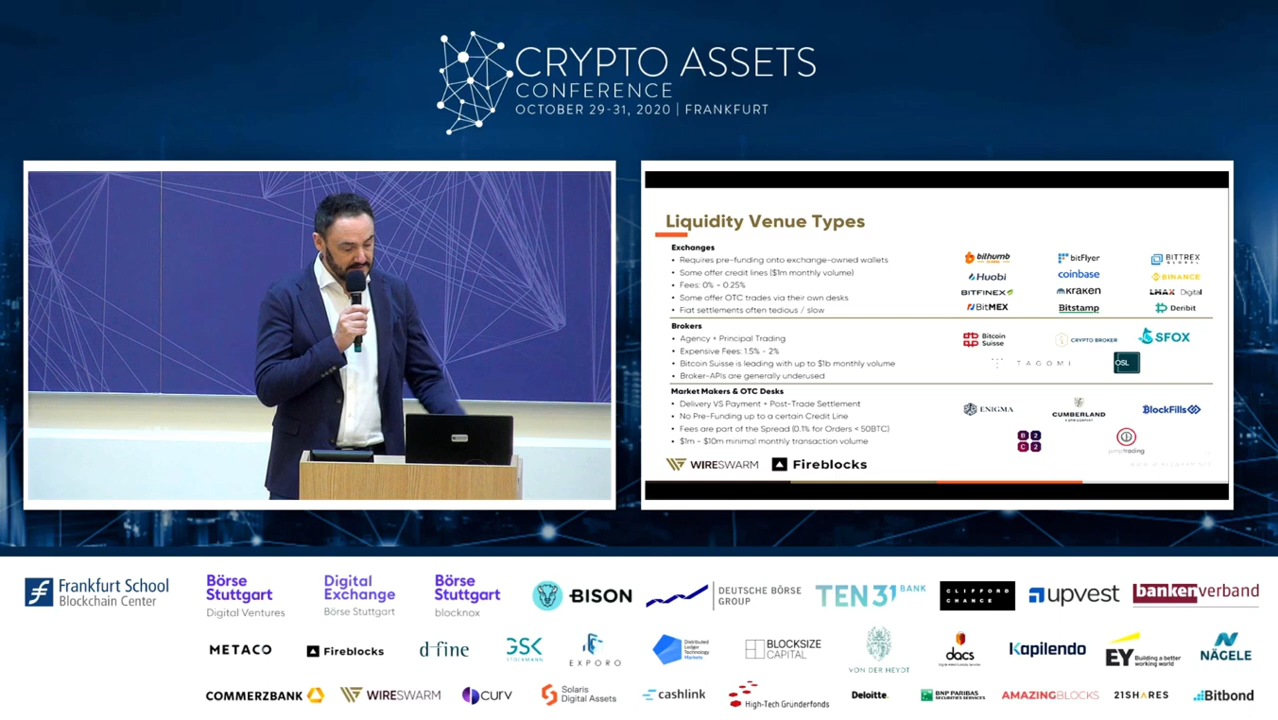 CRYPTO ASSETS
CONFERENCE
OCTOBER 29-31, 2020 | FRANKFURT
Liquidity Venue Types
Exchanges
• Requires pre-funding onto exchange-owned wallets
• Some offer credit lines ($1m monthly volume)
• Fees: 0% - 0.25%
• Some offer OTC trades via their own desks
• Fiat settlements often tedious / slow
bithumb
GLOBAL
bitFlyer
BITTREX
GLOBAL
Huobi
coinbase
BINANCE
BITFINEX
kraken
LMAX Digital
BitMEX
Bitstamp
Deribit
Brokers
• Agency + Principal Trading
• Expensive Fees: 1.5% - 2%
• Bitcoin Suisse is leading with up to $1b monthly volume
• Broker-APIs are generally underused
Bitcoin
Suisse
CRYPTO BROKER
SFOX
TAGOMI
OSL
Market Makers & OTC Desks
• Delivery VS Payment + Post-Trade Settlement
• No Pre-Funding up to a certain Credit Line
• Fees are part of the Spread (0.1% for Orders < 50BTC)
• $1m - $10m minimal monthly transaction volume
ENIGMA
CUMBERLAND
BlockFills
B2
C2
jumptrading
WIRESWARM
Fireblocks
Frankfurt School
Blockchain Center
Börse
Stuttgart
Digital Ventures
Digital
Exchange
Börse Stuttgart
Börse
Stuttgart
blocknox
BISON
DEUTSCHE BÖRSE
GROUP
TEN31 BANK
CLIFFORD
CHANCE
upvest
bankenverband
METACO
Fireblocks
d-fine
GSK
STOCKMANN
EXPORO
Distributed
Ledger
Technology
Markets
BLOCKSIZE
CAPITAL
VON DER HEYDT
dacs
Kapilendo
EY
Building a better
working world
NÄGELE
COMMERZBANK
WIRESWARM
curv
Solaris
Digital Assets
cashlink
High-Tech Gründerfonds
Deloitte.
BNP PARIBAS
SECURITIES SERVICES
AMAZINGBLOCKS
21SHARES
Bitbond